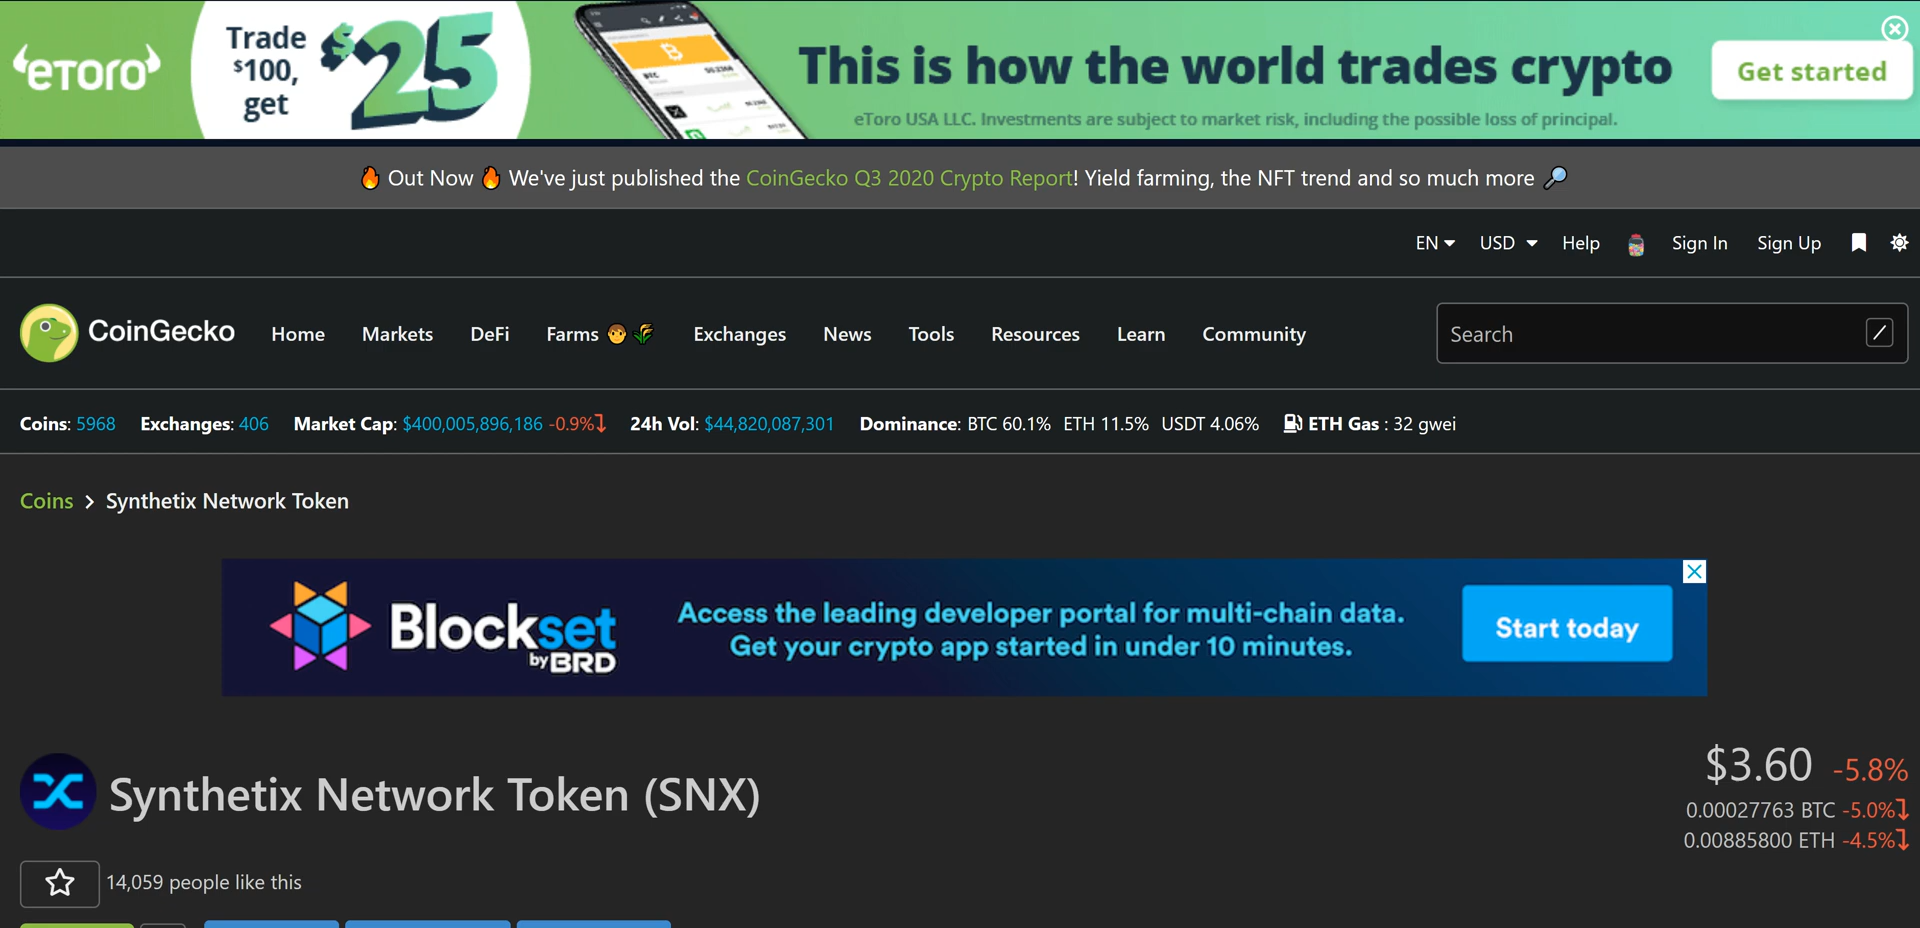 eTORO
Trade
$100,
get
$25
This is how the world trades crypto
eToro USA LLC. Investments are subject to market risk, including the possible loss of principal.
Get started
🔥 Out Now 🔥 We've just published the CoinGecko Q3 2020 Crypto Report! Yield farming, the NFT trend and so much more 🔎
EN USD Help Sign In Sign Up
CoinGecko Home Markets DeFi Farms 🧑‍🌾 Exchanges News Tools Resources Learn Community Search /
Coins: 5968 Exchanges: 406 Market Cap: $400,005,896,186 -0.9% 24h Vol: $44,820,087,301 Dominance: BTC 60.1% ETH 11.5% USDT 4.06% ETH Gas : 32 gwei
Coins > Synthetix Network Token
Blockset
by BRD
Access the leading developer portal for multi-chain data.
Get your crypto app started in under 10 minutes.
Start today
Synthetix Network Token (SNX)
$3.60 -5.8%
0.00027763 BTC -5.0%
0.00885800 ETH -4.5%
14,059 people like this